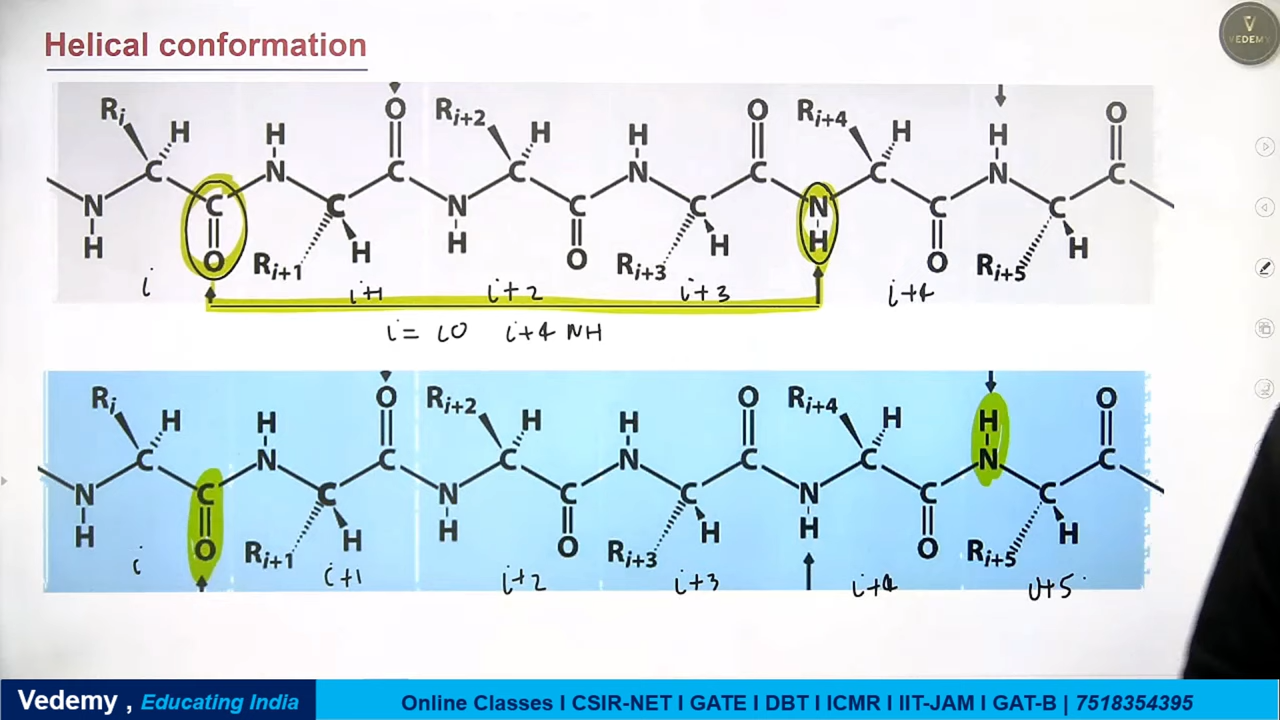 Helical conformation
V
VEDEMY
O O O
Ri H H Ri+2 H H Ri+4 H H
C N C C N C C N C
N C C N C C N C C
H O Ri+1 H H O Ri+3 H H O Ri+5 H
i i+1 i+2 i+3 i+4
i = CO i+4 NH
O O O
Ri H H Ri+2 H H Ri+4 H H
C N C C N C C N C
N C C N C C N C C
H O Ri+1 H H O Ri+3 H H O Ri+5 H
i i+1 i+2 i+3 i+4 i+5
Vedemy , Educating India
Online Classes I CSIR-NET I GATE I DBT I ICMR I IIT-JAM I GAT-B | 7518354395